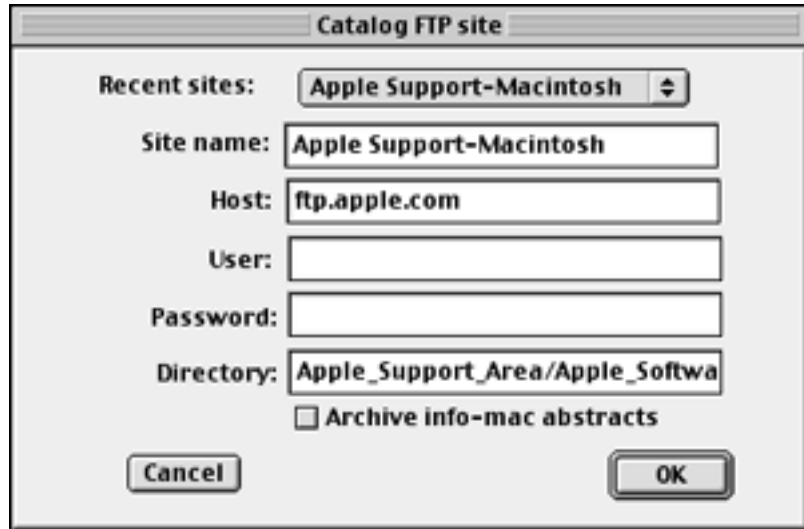 Catalog FTP site
Recent sites: Apple Support-Macintosh
Site name: Apple Support-Macintosh
Host: ftp.apple.com
User:
Password:
Directory: Apple_Support_Area/Apple_Softwa
Archive info-mac abstracts
Cancel OK